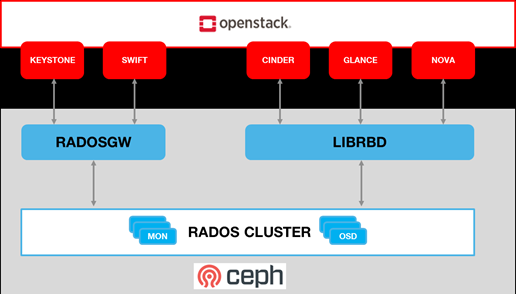 openstack.
KEYSTONE SWIFT CINDER GLANCE NOVA
RADOSGW LIBRBD
MON RADOS CLUSTER OSD
ceph